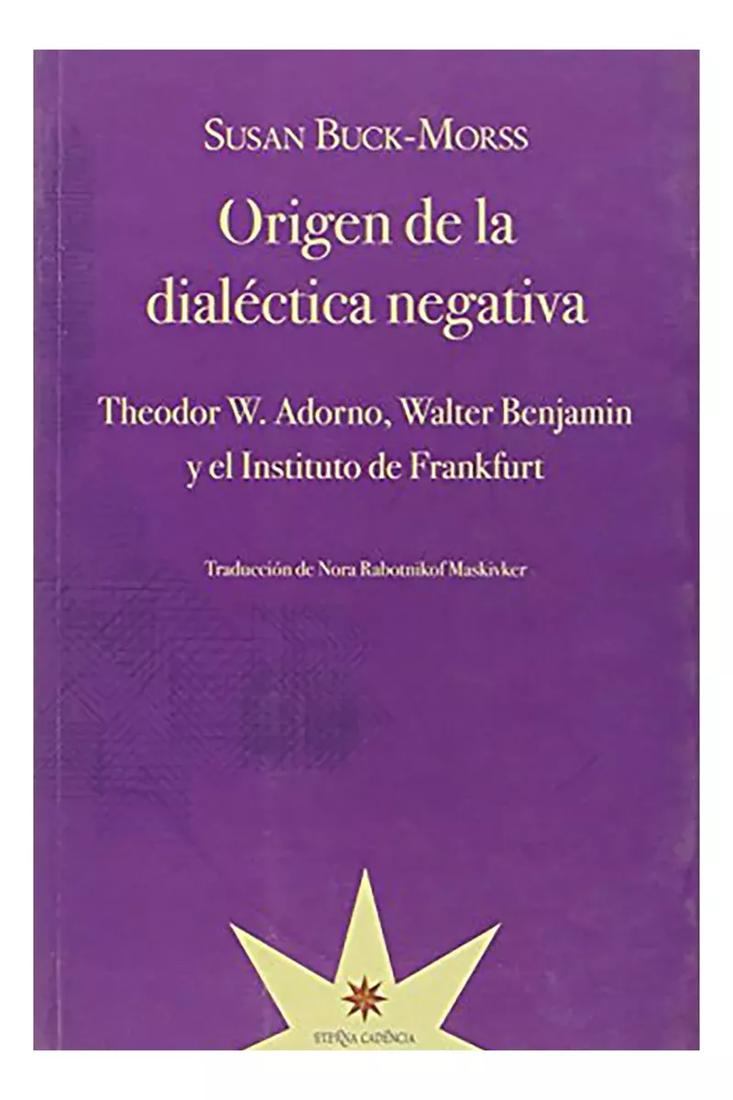 SUSAN BUCK-MORSS
Origen de la
dialéctica negativa
Theodor W. Adorno, Walter Benjamin
y el Instituto de Frankfurt
Traducción de Nora Rabotnikof Maskivker
ETERNA CADENCIA